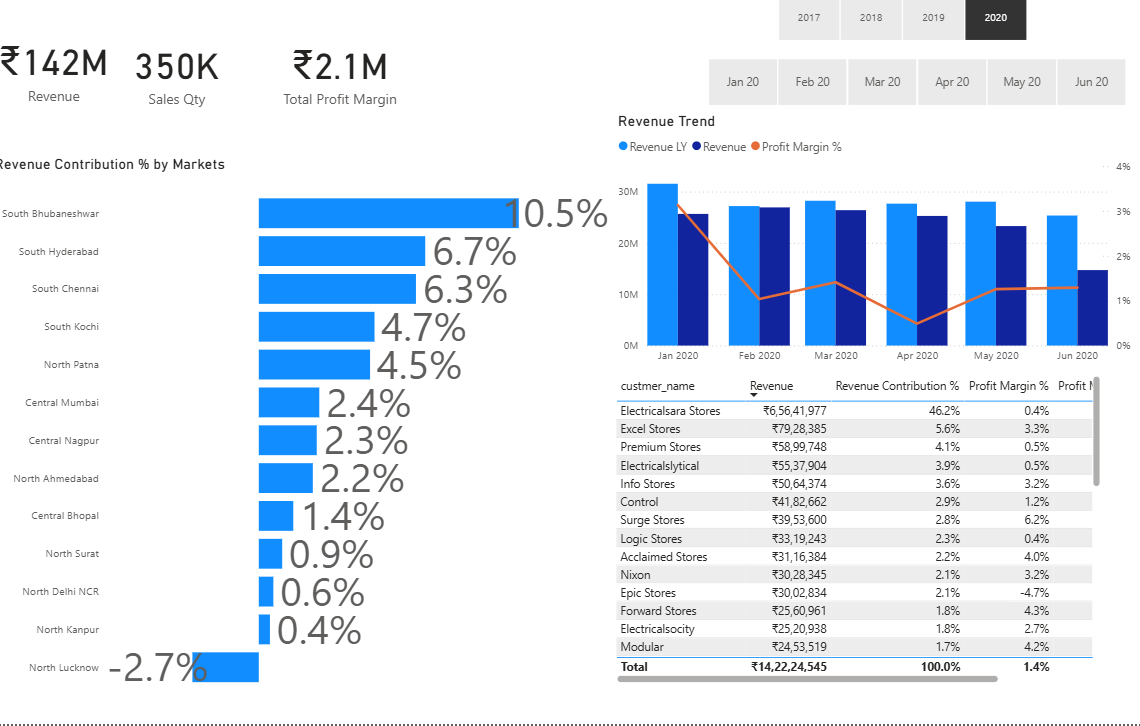 2017 2018 2019 2020
₹142M 350K ₹2.1M
Revenue Sales Qty Total Profit Margin
Jan 20 Feb 20 Mar 20 Apr 20 May 20 Jun 20
Revenue Contribution % by Markets
South Bhubaneshwar 10.5%
South Hyderabad 6.7%
South Chennai 6.3%
South Kochi 4.7%
North Patna 4.5%
Central Mumbai 2.4%
Central Nagpur 2.3%
North Ahmedabad 2.2%
Central Bhopal 1.4%
North Surat 0.9%
North Delhi NCR 0.6%
North Kanpur 0.4%
North Lucknow -2.7%
Revenue Trend
Revenue LY Revenue Profit Margin %
4%
30M 3%
20M 2%
10M 1%
0M 0%
Jan 2020 Feb 2020 Mar 2020 Apr 2020 May 2020 Jun 2020
custmer_name Revenue Revenue Contribution % Profit Margin % Profit
Electricalsara Stores ₹6,56,41,977 46.2% 0.4%
Excel Stores ₹79,28,385 5.6% 3.3%
Premium Stores ₹58,99,748 4.1% 0.5%
Electricalslytical ₹55,37,904 3.9% 0.5%
Info Stores ₹50,64,374 3.6% 3.2%
Control ₹41,82,662 2.9% 1.2%
Surge Stores ₹39,53,600 2.8% 6.2%
Logic Stores ₹33,19,243 2.3% 0.4%
Acclaimed Stores ₹31,16,384 2.2% 4.0%
Nixon ₹30,28,345 2.1% 3.2%
Epic Stores ₹30,02,834 2.1% -4.7%
Forward Stores ₹25,60,961 1.8% 4.3%
Electricalsocity ₹25,20,938 1.8% 2.7%
Modular ₹24,53,519 1.7% 4.2%
Total ₹14,22,24,545 100.0% 1.4%